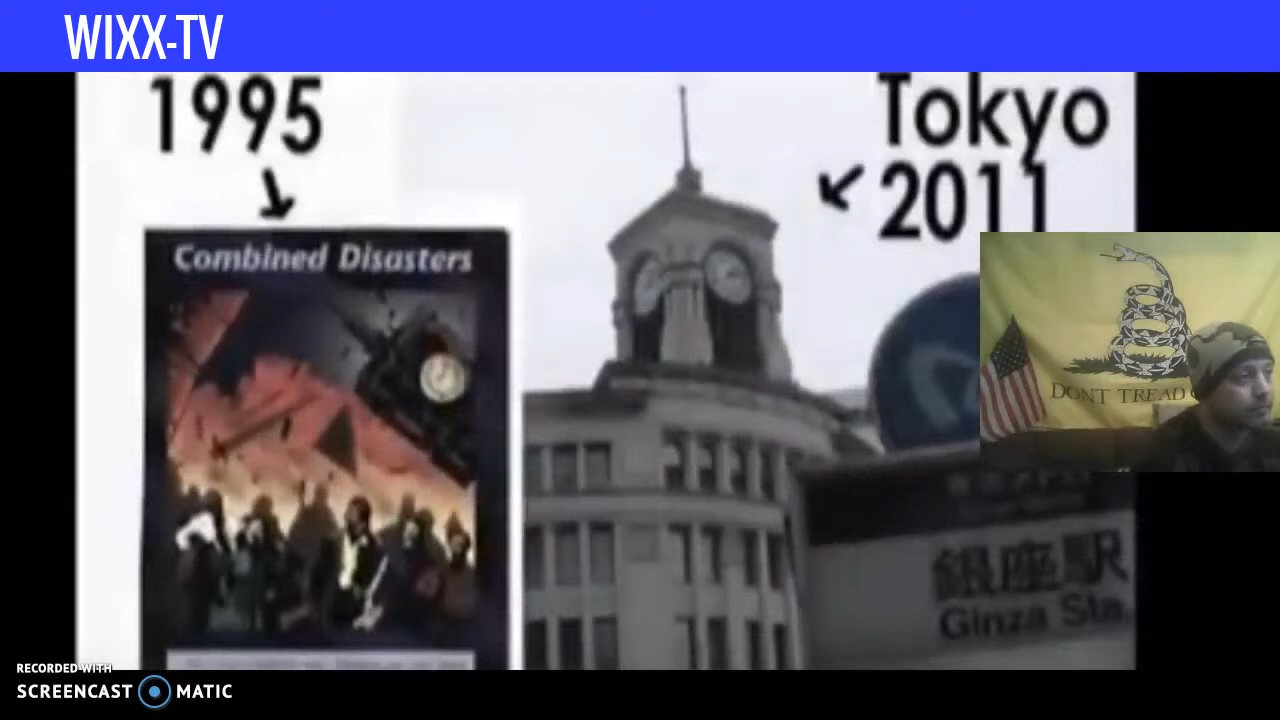 WIXX-TV
1995
Tokyo
2011
Combined Disasters
DONT TREAD
銀座駅
Ginza Sta.
RECORDED WITH
SCREENCAST MATIC